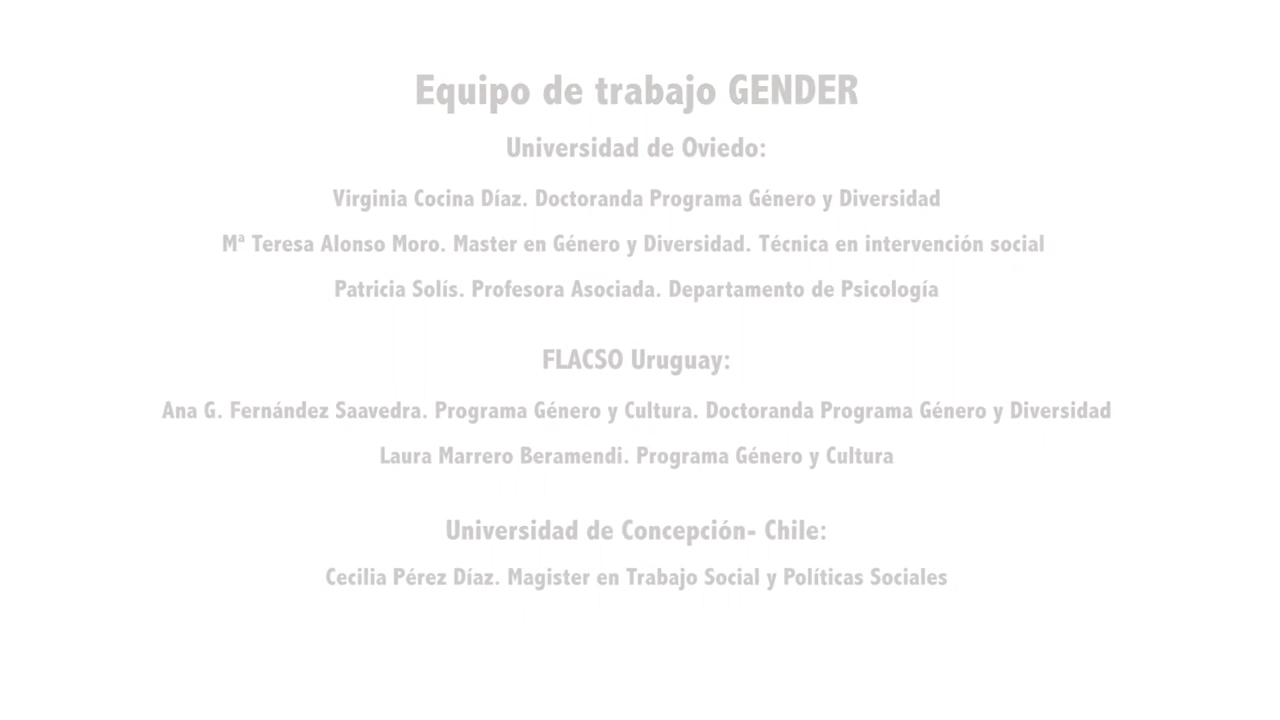 Equipo de trabajo GENDER
Universidad de Oviedo:
Virginia Cocina Díaz. Doctoranda Programa Género y Diversidad
Mª Teresa Alonso Moro. Master en Género y Diversidad. Técnica en intervención social
Patricia Solís. Profesora Asociada. Departamento de Psicología
FLACSO Uruguay:
Ana G. Fernández Saavedra. Programa Género y Cultura. Doctoranda Programa Género y Diversidad
Laura Marrero Beramendi. Programa Género y Cultura
Universidad de Concepción- Chile:
Cecilia Pérez Díaz. Magister en Trabajo Social y Políticas Sociales